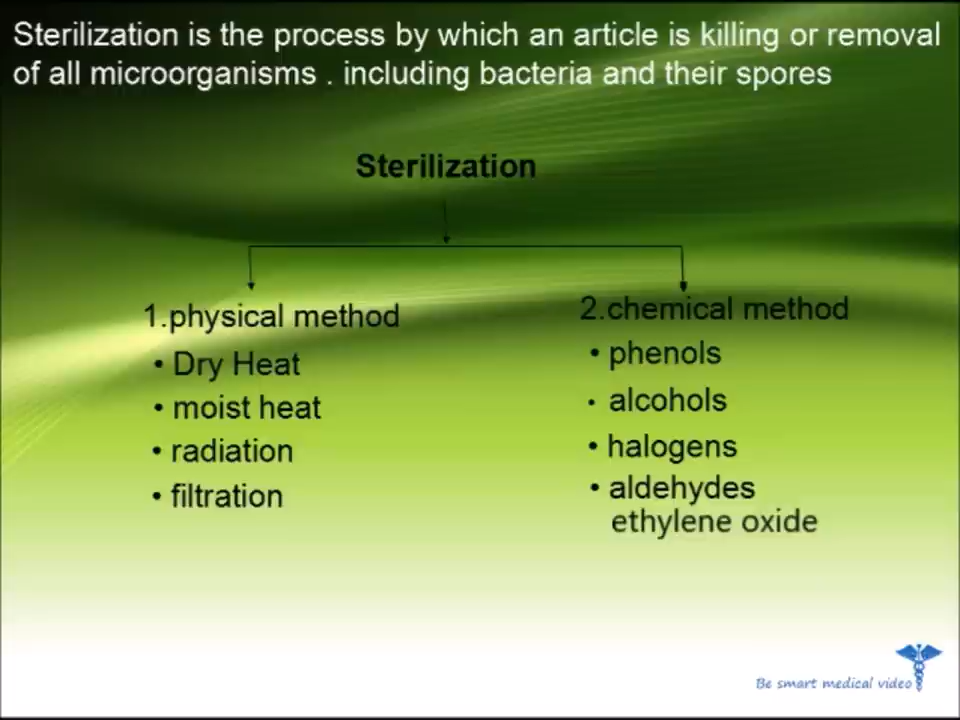 Sterilization is the process by which an article is killing or removal
of all microorganisms . including bacteria and their spores
Sterilization
1.physical method
• Dry Heat
• moist heat
• radiation
• filtration
2.chemical method
• phenols
• alcohols
• halogens
• aldehydes
ethylene oxide
Be smart medical video